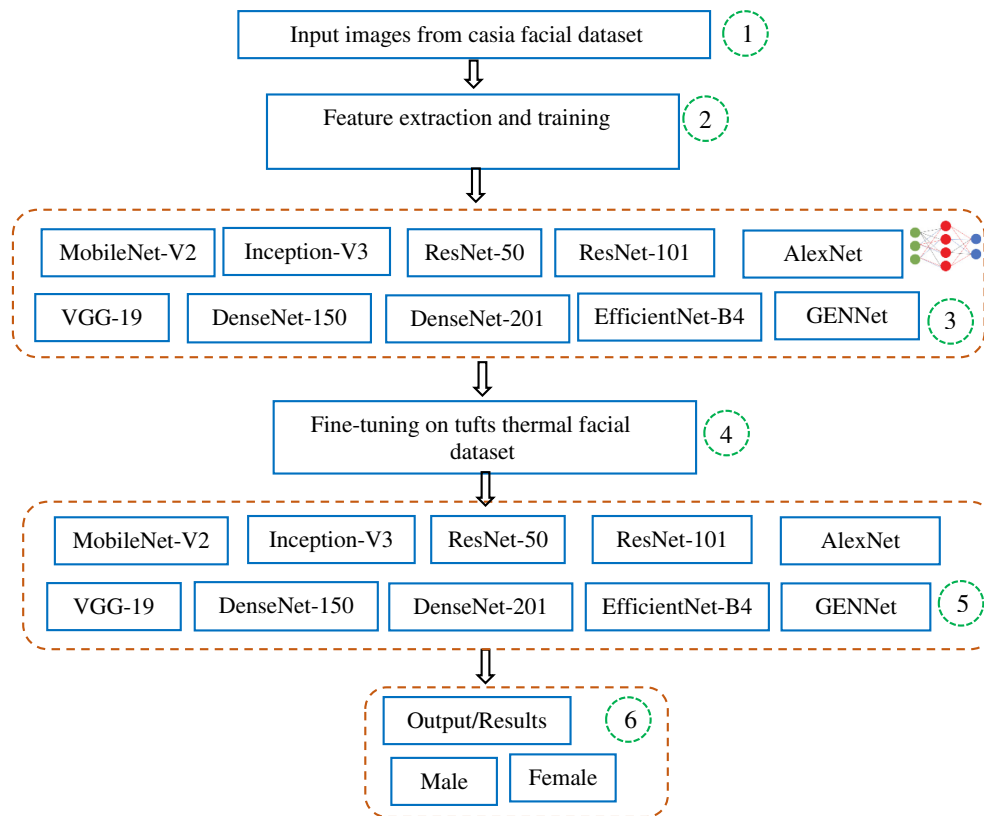 Input images from casia facial dataset
1
Feature extraction and training
2
MobileNet-V2
Inception-V3
ResNet-50
ResNet-101
AlexNet
VGG-19
DenseNet-150
DenseNet-201
EfficientNet-B4
GENNet
3
Fine-tuning on tufts thermal facial
dataset
4
MobileNet-V2
Inception-V3
ResNet-50
ResNet-101
AlexNet
VGG-19
DenseNet-150
DenseNet-201
EfficientNet-B4
GENNet
5
Output/Results
6
Male
Female